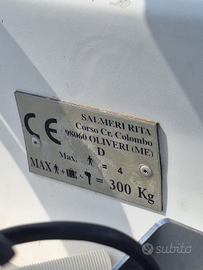 CE
SALMERI RITA
Corso Cr. Colombo
98060 OLIVERI (ME)
D
Max. = 4
MAX + + = 300 Kg
subito